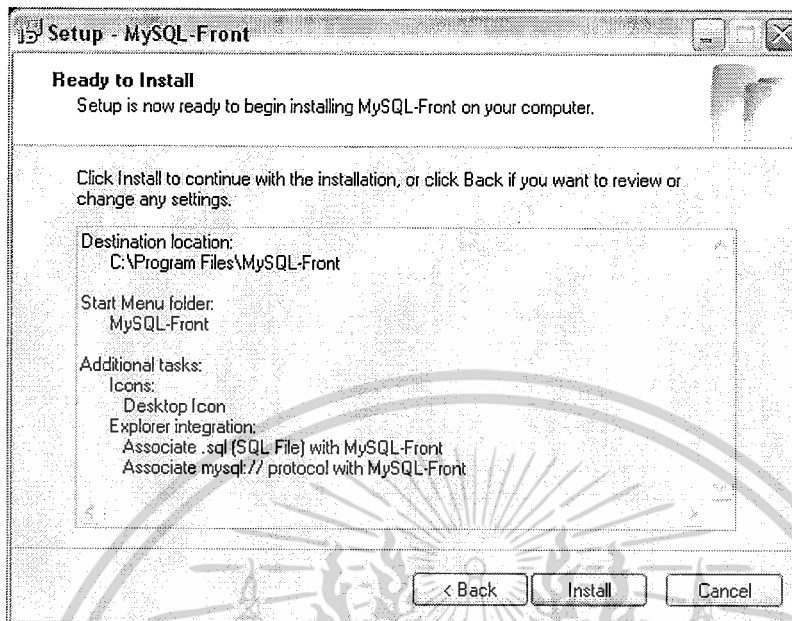 Setup - MySQL-Front
Ready to Install
Setup is now ready to begin installing MySQL-Front on your computer.
Click Install to continue with the installation, or click Back if you want to review or
change any settings.
Destination location:
C:\Program Files\MySQL-Front
Start Menu folder:
MySQL-Front
Additional tasks:
Icons:
Desktop Icon
Explorer integration:
Associate .sql (SQL File) with MySQL-Front
Associate mysql:// protocol with MySQL-Front
< Back
Install
Cancel